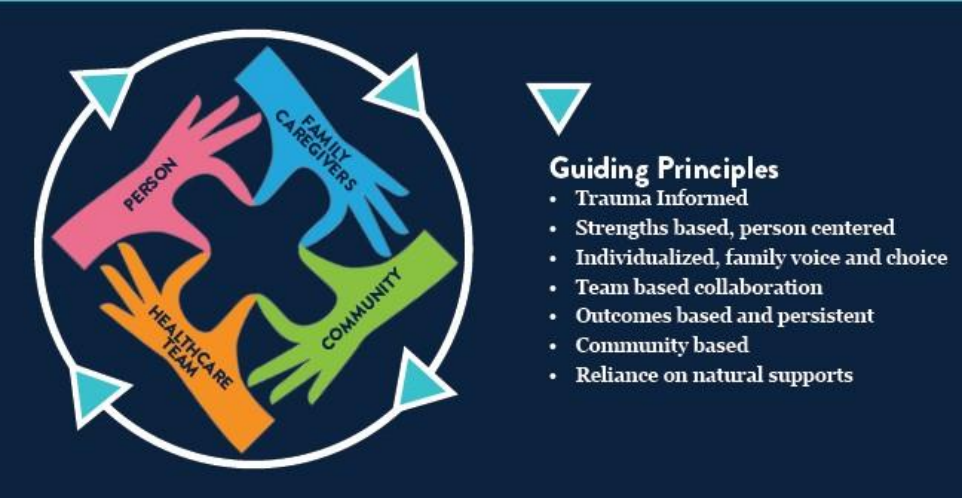 PERSON
FAMILY
CAREGIVERS
HEALTHCARE
TEAM
COMMUNITY
Guiding Principles
• Trauma Informed
• Strengths based, person centered
• Individualized, family voice and choice
• Team based collaboration
• Outcomes based and persistent
• Community based
• Reliance on natural supports